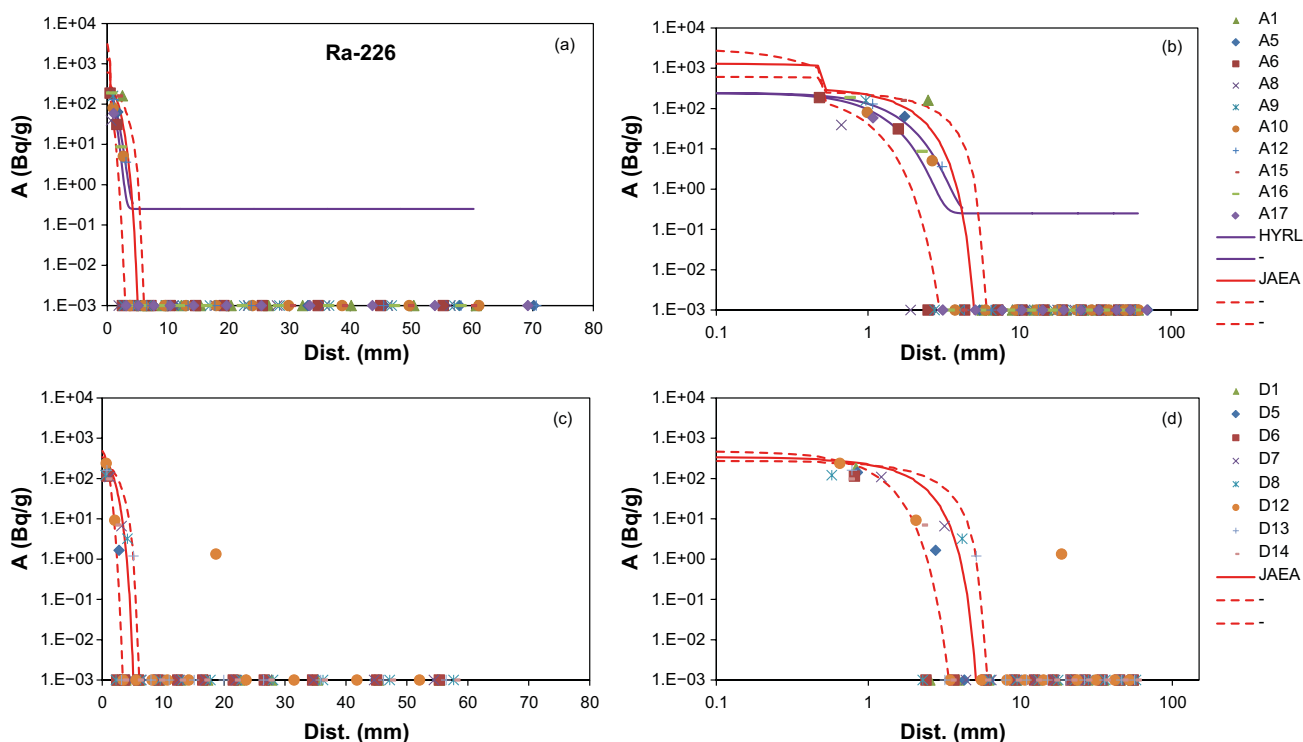 Ra-226
(a)
A (Bq/g)
1.E+04
1.E+03
1.E+02
1.E+01
1.E+00
1.E−01
1.E−02
1.E−03
0 10 20 30 40 50 60 70 80
Dist. (mm)
(b)
A (Bq/g)
1.E+04
1.E+03
1.E+02
1.E+01
1.E+00
1.E−01
1.E−02
1.E−03
0.1 1 10 100
Dist. (mm)
A1
A5
A6
A8
A9
A10
A12
A15
A16
A17
HYRL
-
JAEA
-
-
(c)
A (Bq/g)
1.E+04
1.E+03
1.E+02
1.E+01
1.E+00
1.E−01
1.E−02
1.E−03
0 10 20 30 40 50 60 70 80
Dist. (mm)
(d)
A (Bq/g)
1.E+04
1.E+03
1.E+02
1.E+01
1.E+00
1.E−01
1.E−02
1.E−03
0.1 1 10 100
Dist. (mm)
D1
D5
D6
D7
D8
D12
D13
D14
JAEA
-
-